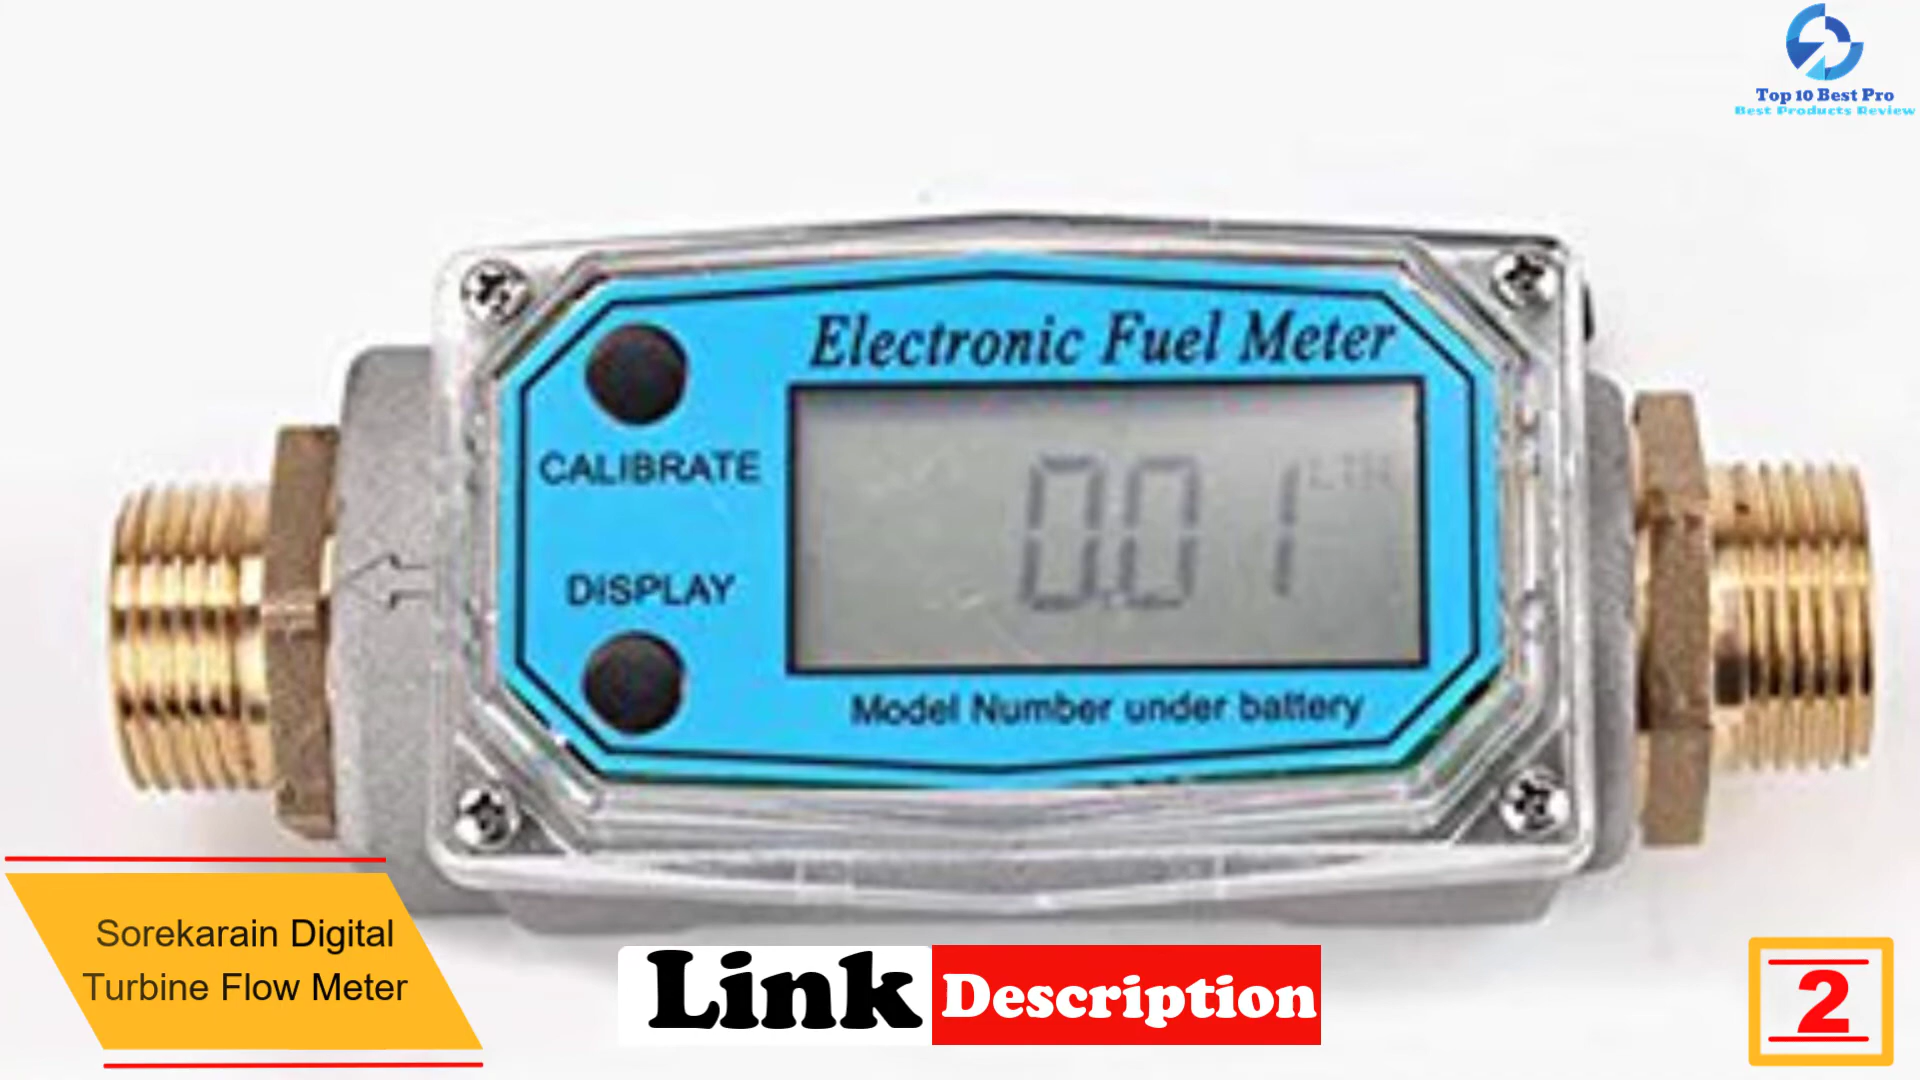 Top 10 Best Pro
Best Products Review
Electronic Fuel Meter
CALIBRATE
0.01
DISPLAY
Model Number under battery
Sorekarain Digital
Turbine Flow Meter
Link Description
2